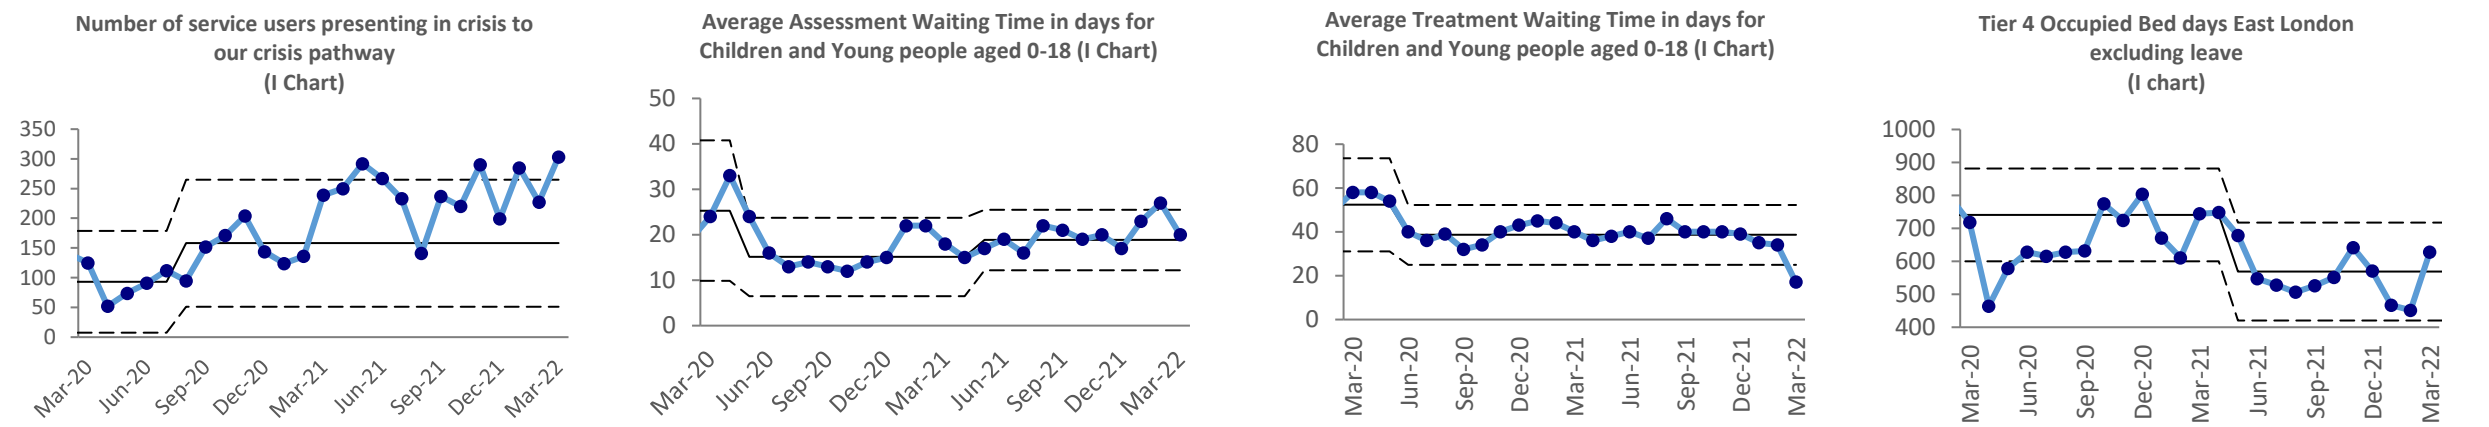 Number of service users presenting in crisis to
our crisis pathway
(I Chart)
350
300
250
200
150
100
50
0
Mar-20
Jun-20
Sep-20
Dec-20
Mar-21
Jun-21
Sep-21
Dec-21
Mar-22
Average Assessment Waiting Time in days for
Children and Young people aged 0-18 (I Chart)
50
40
30
20
10
0
Mar-20
Jun-20
Sep-20
Dec-20
Mar-21
Jun-21
Sep-21
Dec-21
Mar-22
Average Treatment Waiting Time in days for
Children and Young people aged 0-18 (I Chart)
80
60
40
20
0
Mar-20
Jun-20
Sep-20
Dec-20
Mar-21
Jun-21
Sep-21
Dec-21
Mar-22
Tier 4 Occupied Bed days East London
excluding leave
(I chart)
1000
900
800
700
600
500
400
Mar-20
Jun-20
Sep-20
Dec-20
Mar-21
Jun-21
Sep-21
Dec-21
Mar-22